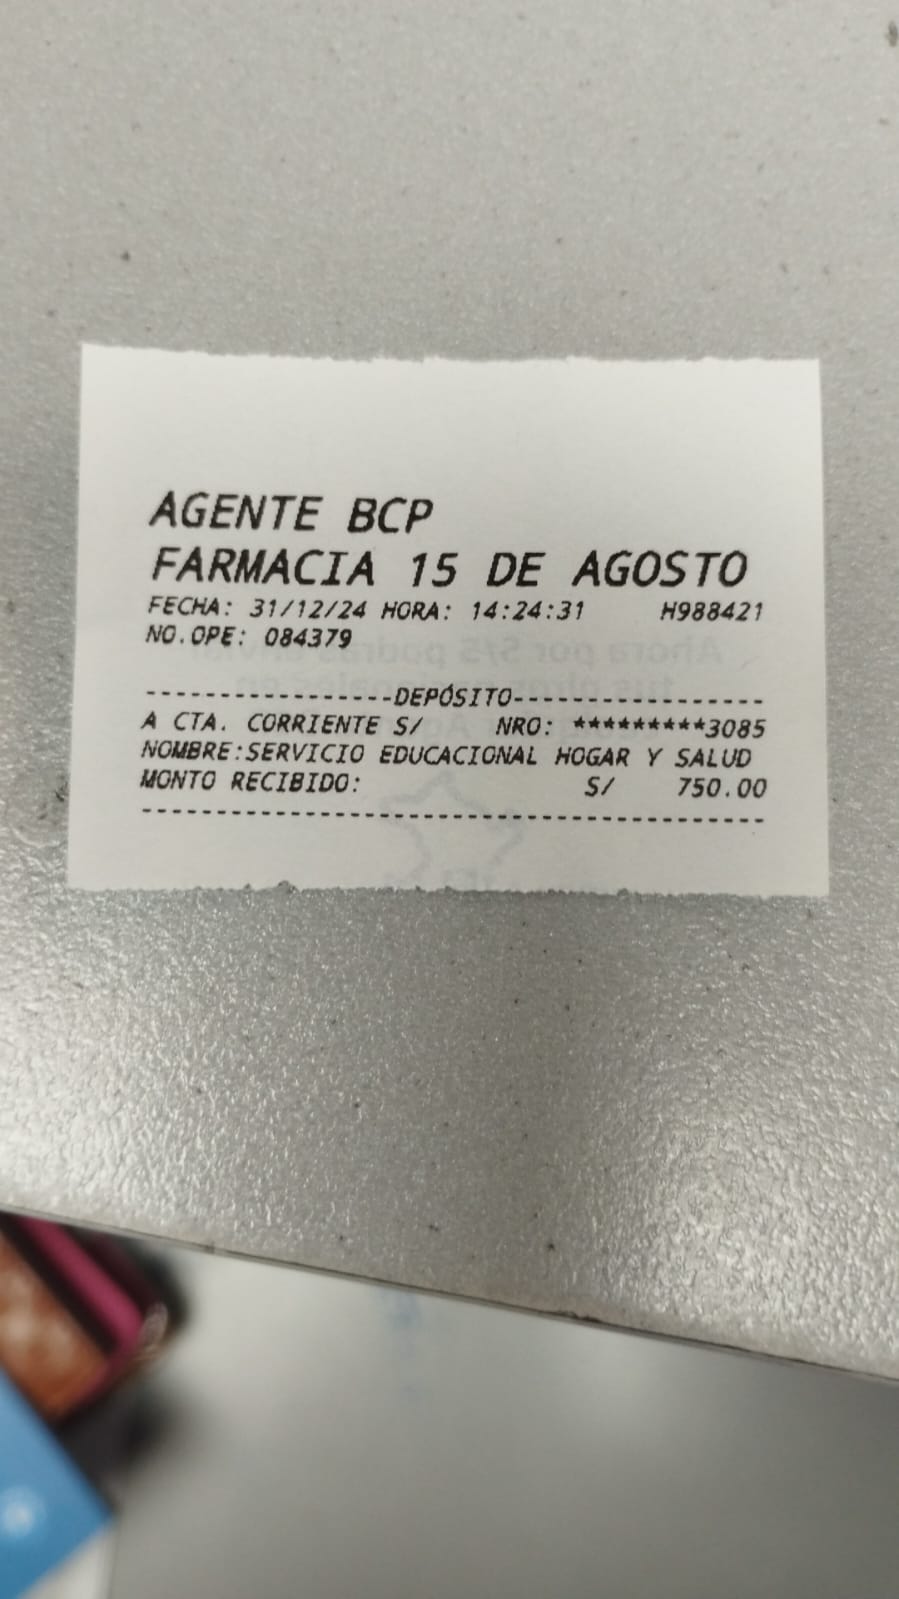 AGENTE BCP
FARMACIA 15 DE AGOSTO
FECHA: 31/12/24 HORA: 14:24:31 H988421
NO.OPE: 084379
------------------DEPÓSITO------------------
A CTA. CORRIENTE S/ NRO: *********3085
NOMBRE:SERVICIO EDUCACIONAL HOGAR Y SALUD
MONTO RECIBIDO: S/ 750.00